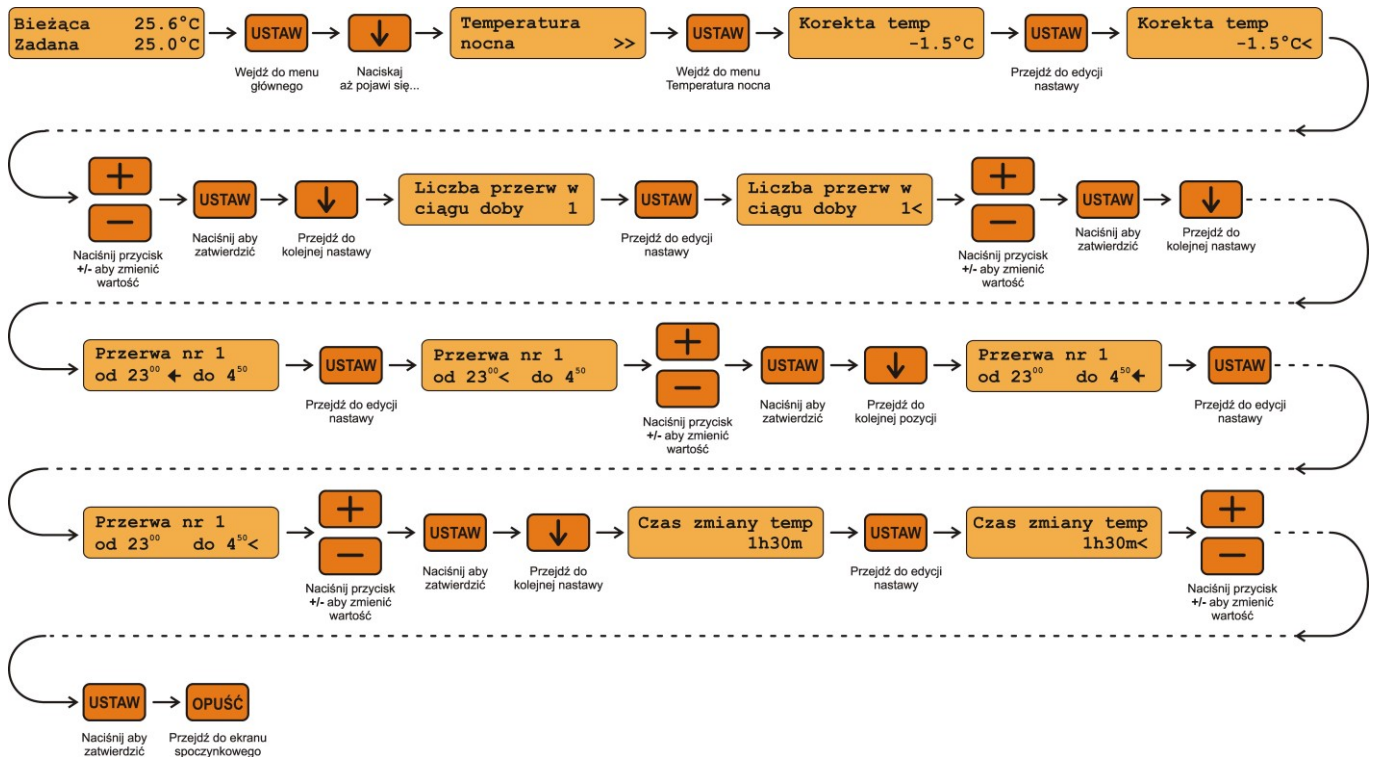 Bieżąca 25.6°C
Zadana 25.0°C
USTAW
Wejdź do menu
głównego
↓
Naciskaj
aż pojawi się...
Temperatura
nocna >>
USTAW
Wejdź do menu
Temperatura nocna
Korekta temp
-1.5°C
USTAW
Przejdź do edycji
nastawy
Korekta temp
-1.5°C<
+
−
Naciśnij przycisk
+/- aby zmienić
wartość
USTAW
Naciśnij aby
zatwierdzić
↓
Przejdź do
kolejnej nastawy
Liczba przerw w
ciągu doby 1
USTAW
Przejdź do edycji
nastawy
Liczba przerw w
ciągu doby 1<
+
−
Naciśnij przycisk
+/- aby zmienić
wartość
USTAW
Naciśnij aby
zatwierdzić
↓
Przejdź do
kolejnej nastawy
Przerwa nr 1
od 23⁰⁰ ← do 4⁵⁰
USTAW
Przejdź do edycji
nastawy
Przerwa nr 1
od 23⁰⁰< do 4⁵⁰
+
−
Naciśnij przycisk
+/- aby zmienić
wartość
USTAW
Naciśnij aby
zatwierdzić
↓
Przejdź do
kolejnej pozycji
Przerwa nr 1
od 23⁰⁰ do 4⁵⁰←
USTAW
Przejdź do edycji
nastawy
Przerwa nr 1
od 23⁰⁰ do 4⁵⁰<
+
−
Naciśnij przycisk
+/- aby zmienić
wartość
USTAW
Naciśnij aby
zatwierdzić
↓
Przejdź do
kolejnej nastawy
Czas zmiany temp
1h30m
USTAW
Przejdź do edycji
nastawy
Czas zmiany temp
1h30m<
+
−
Naciśnij przycisk
+/- aby zmienić
wartość
USTAW
Naciśnij aby
zatwierdzić
OPUŚĆ
Przejdź do ekranu
spoczynkowego